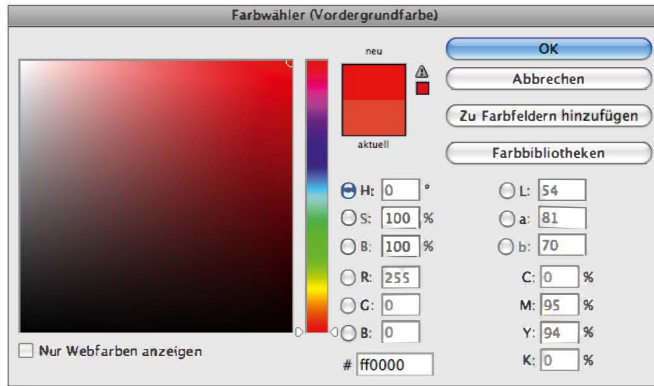 Farbwähler (Vordergrundfarbe)
neu
aktuell
OK
Abbrechen
Zu Farbfeldern hinzufügen
Farbbibliotheken
H: 0 °
S: 100 %
B: 100 %
R: 255
G: 0
B: 0
# ff0000
L: 54
a: 81
b: 70
C: 0 %
M: 95 %
Y: 94 %
K: 0 %
Nur Webfarben anzeigen